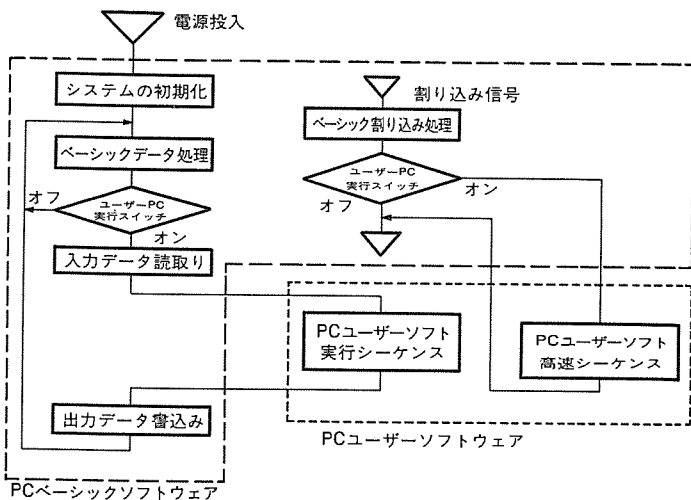 電源投入
システムの初期化
ベーシックデータ処理
ユーザーPC
実行スイッチ
オフ
オン
入力データ読取り
出力データ書込み
PCベーシックソフトウェア
割り込み信号
ベーシック割り込み処理
ユーザーPC
実行スイッチ
オン
オフ
PCユーザーソフト
実行シーケンス
PCユーザーソフト
高速シーケンス
PCユーザーソフトウェア